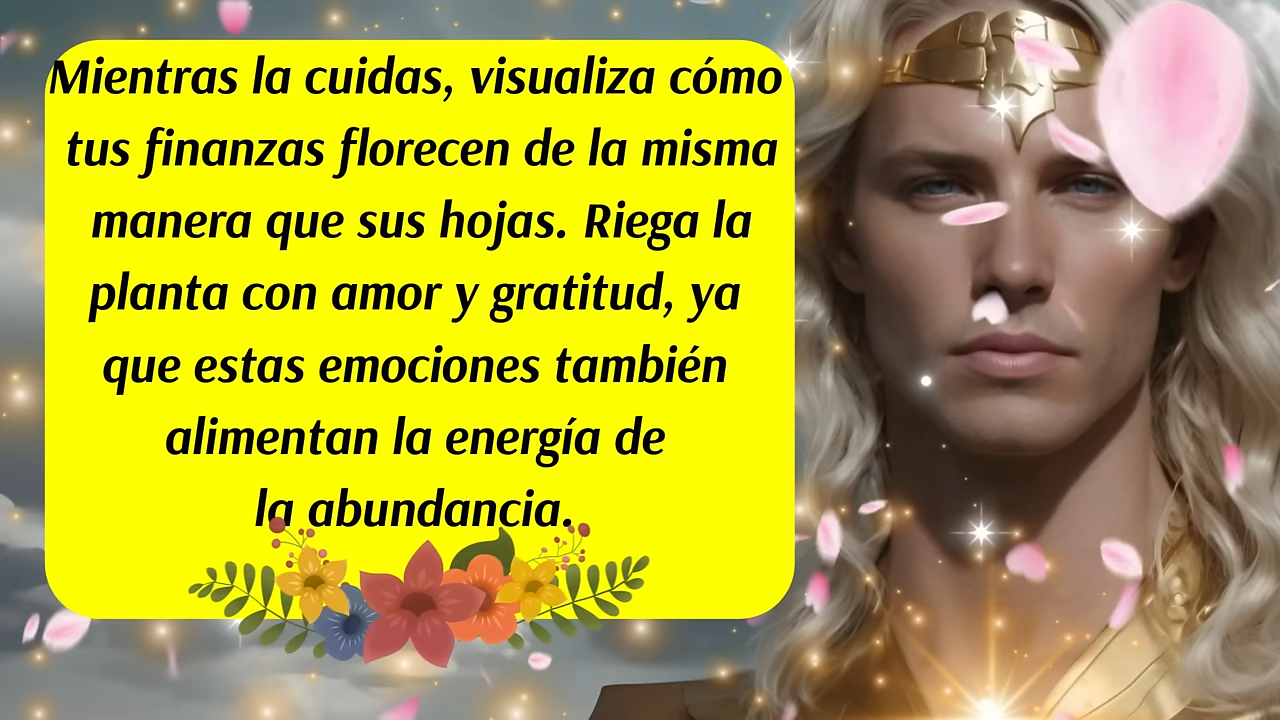 Mientras la cuidas, visualiza cómo
tus finanzas florecen de la misma
manera que sus hojas. Riega la
planta con amor y gratitud, ya
que estas emociones también
alimentan la energía de
la abundancia.